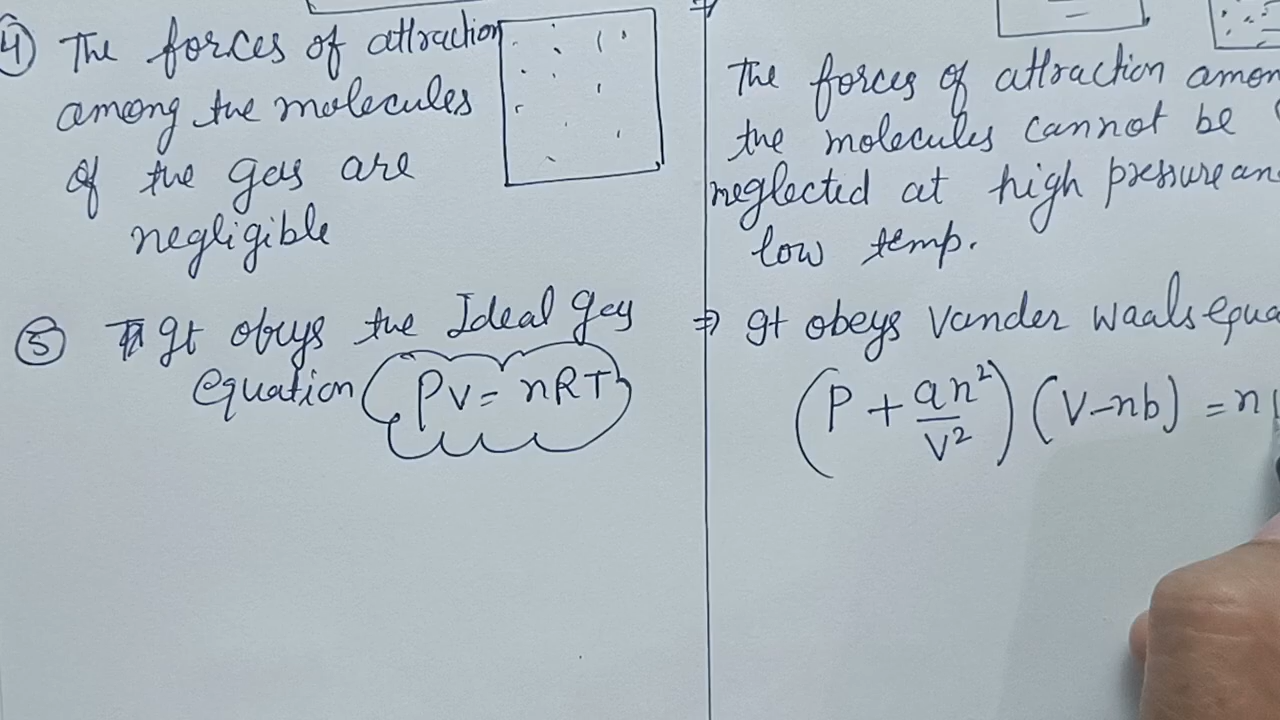 4 The forces of attraction
among the molecules
of the gas are
negligible
5 It obeys the Ideal gas
equation PV = nRT
⇒
The forces of attraction amon
the molecules cannot be
neglected at high pressure an
low temp.
⇒ It obeys Vander waals equa
(P + an²/V²) (V-nb) = n